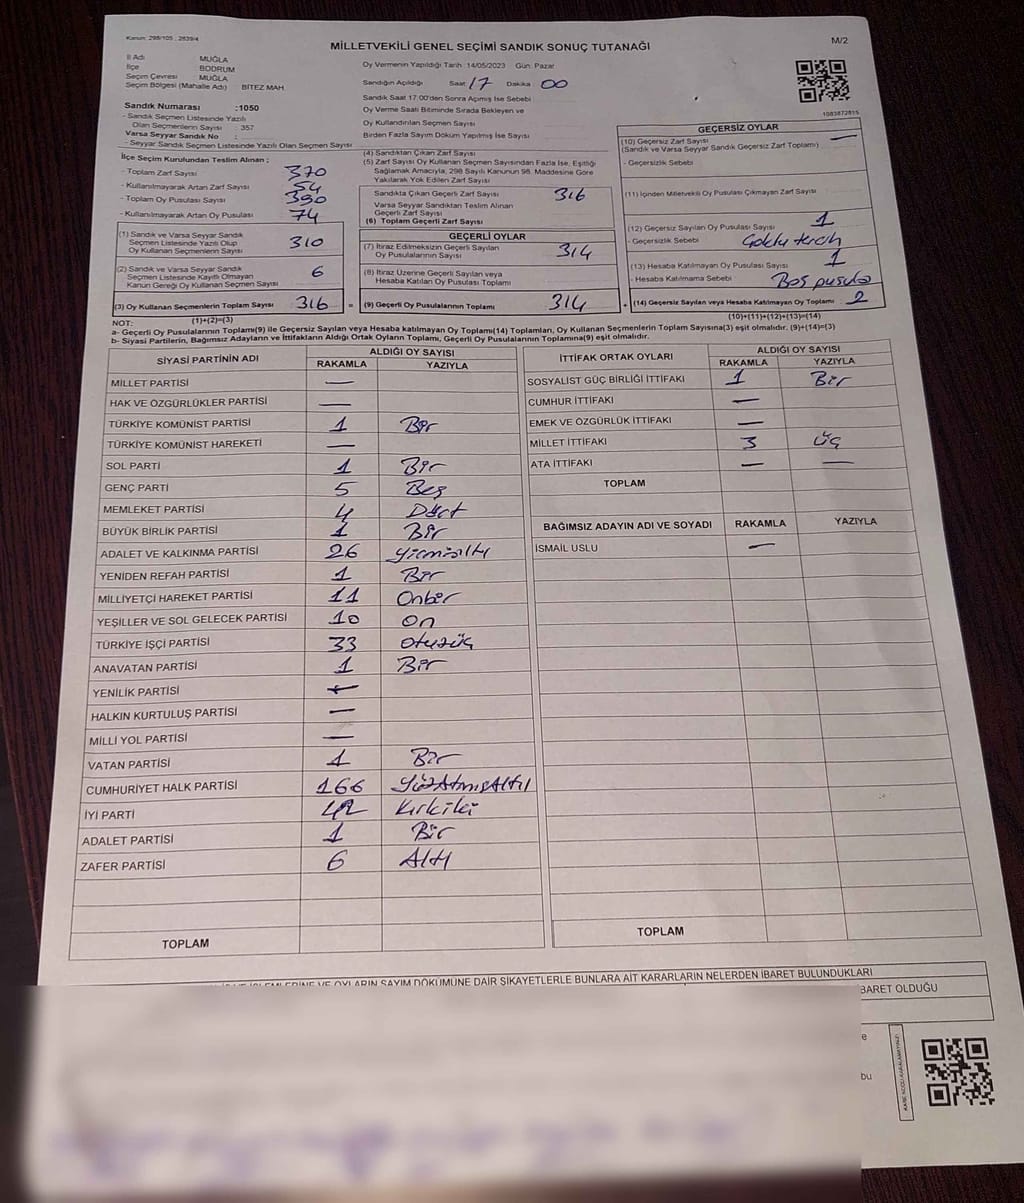 Kanun: 298/105 , 2839/4
MİLLETVEKİLİ GENEL SEÇİMİ SANDIK SONUÇ TUTANAĞI
M/2
İl Adı MUĞLA
İlçe BODRUM
Seçim Çevresi MUĞLA
Seçim Bölgesi (Mahalle Adı) BİTEZ MAH.
Sandık Numarası :1050
- Sandık Seçmen Listesinde Yazılı
Olan Seçmenlerin Sayısı 357
Varsa Seyyar Sandık No :
- Seyyar Sandık Seçmen Listesinde Yazılı Olan Seçmen Sayısı
Oy Vermenin Yapıldığı Tarih 14/05/2023 Gün: Pazar
Sandığın Açıldığı Saat 17 Dakika 00
Sandık Saat 17:00'den Sonra Açmış İse Sebebi
Oy Verme Saati Bitiminde Sırada Bekleyen ve
Oy Kullandırılan Seçmen Sayısı
Birden Fazla Sayım Döküm Yapılmış İse Sayısı
1083872815
İlçe Seçim Kurulundan Teslim Alınan ;
- Toplam Zarf Sayısı 370
- Kullanılmayarak Artan Zarf Sayısı 54
- Toplam Oy Pusulası Sayısı 390
- Kullanılmayarak Artan Oy Pusulası 74
(1) Sandık ve Varsa Seyyar Sandık
Seçmen Listesinde Yazılı Olup
Oy Kullanan Seçmenlerin Sayısı 310
(2) Sandık ve Varsa Seyyar Sandık
Seçmen Listesinde Kayıtlı Olmayan
Kanun Gereği Oy Kullanan Seçmen Sayısı 6
(3) Oy Kullanan Seçmenlerin Toplam Sayısı 316 =
(1)+(2)=(3)
(4) Sandıktan Çıkan Zarf Sayısı
(5) Zarf Sayısı Oy Kullanan Seçmen Sayısından Fazla İse, Eşitliği
Sağlamak Amacıyla, 298 Sayılı Kanunun 98. Maddesine Göre
Yakılarak Yok Edilen Zarf Sayısı
Sandıkta Çıkan Geçerli Zarf Sayısı 316
Varsa Seyyar Sandıktan Teslim Alınan
Geçerli Zarf Sayısı
(6) Toplam Geçerli Zarf Sayısı
GEÇERLİ OYLAR
(7) İtiraz Edilmeksizin Geçerli Sayılan
Oy Pusulasının Sayısı 314
(8) İtiraz Üzerine Geçerli Sayılan veya
Hesaba Katılan Oy Pusulası Toplamı
(9) Geçerli Oy Pusulalarının Toplamı 314 +
GEÇERSİZ OYLAR
(10) Geçersiz Zarf Sayısı —
(Sandık ve Varsa Seyyar Sandık Geçersiz Zarf Toplamı)
- Geçersizlik Sebebi
(11) İçinden Milletvekili Oy Pusulası Çıkmayan Zarf Sayısı
(12) Geçersiz Sayılan Oy Pusulası Sayısı 1
- Geçersizlik Sebebi Çoklu tercih
(13) Hesaba Katılmayan Oy Pusulası Sayısı 1
- Hesaba Katılmama Sebebi Boş pusula
(14) Geçersiz Sayılan veya Hesaba Katılmayan Oy Toplamı 2
(10)+(11)+(12)+(13)=(14)
NOT:
a- Geçerli Oy Pusulalarının Toplamı(9) ile Geçersiz Sayılan veya Hesaba katılmayan Oy Toplamı(14) Toplamları, Oy Kullanan Seçmenlerin Toplam Sayısına(3) eşit olmalıdır. (9)+(14)=(3)
b- Siyasi Partilerin, Bağımsız Adayların ve İttifakların Aldığı Ortak Oyların Toplamı, Geçerli Oy Pusulalarının Toplamına(9) eşit olmalıdır.
SİYASİ PARTİNİN ADI ALDIĞI OY SAYISI
RAKAMLA YAZIYLA
MİLLET PARTİSİ —
HAK VE ÖZGÜRLÜKLER PARTİSİ —
TÜRKİYE KOMÜNİST PARTİSİ 1 Bir
TÜRKİYE KOMÜNİST HAREKETİ —
SOL PARTİ 1 Bir
GENÇ PARTİ 5 Beş
MEMLEKET PARTİSİ 4 Dört
BÜYÜK BİRLİK PARTİSİ 1 Bir
ADALET VE KALKINMA PARTİSİ 26 Yirmialtı
YENİDEN REFAH PARTİSİ 1 Bir
MİLLİYETÇİ HAREKET PARTİSİ 11 Onbir
YEŞİLLER VE SOL GELECEK PARTİSİ 10 On
TÜRKİYE İŞÇİ PARTİSİ 33 Otuzüç
ANAVATAN PARTİSİ 1 Bir
YENİLİK PARTİSİ —
HALKIN KURTULUŞ PARTİSİ —
MİLLİ YOL PARTİSİ —
VATAN PARTİSİ 1 Bir
CUMHURİYET HALK PARTİSİ 166 YüzAtmışAltı
İYİ PARTİ 42 Kırkiki
ADALET PARTİSİ 1 Bir
ZAFER PARTİSİ 6 Altı
TOPLAM
İTTİFAK ORTAK OYLARI ALDIĞI OY SAYISI
RAKAMLA YAZIYLA
SOSYALİST GÜÇ BİRLİĞİ İTTİFAKI 1 Bir
CUMHUR İTTİFAKI —
EMEK VE ÖZGÜRLÜK İTTİFAKI —
MİLLET İTTİFAKI 3 Üç
ATA İTTİFAKI — —
TOPLAM
BAĞIMSIZ ADAYIN ADI VE SOYADI RAKAMLA YAZIYLA
İSMAİL USLU —
TOPLAM
İŞLEMLERİNE VE OYLARIN SAYIM DÖKÜMÜNE DAİR ŞİKAYETLERLE BUNLARA AİT KARARLARIN NELERDEN İBARET BULUNDUKLARI
İBARET OLDUĞU